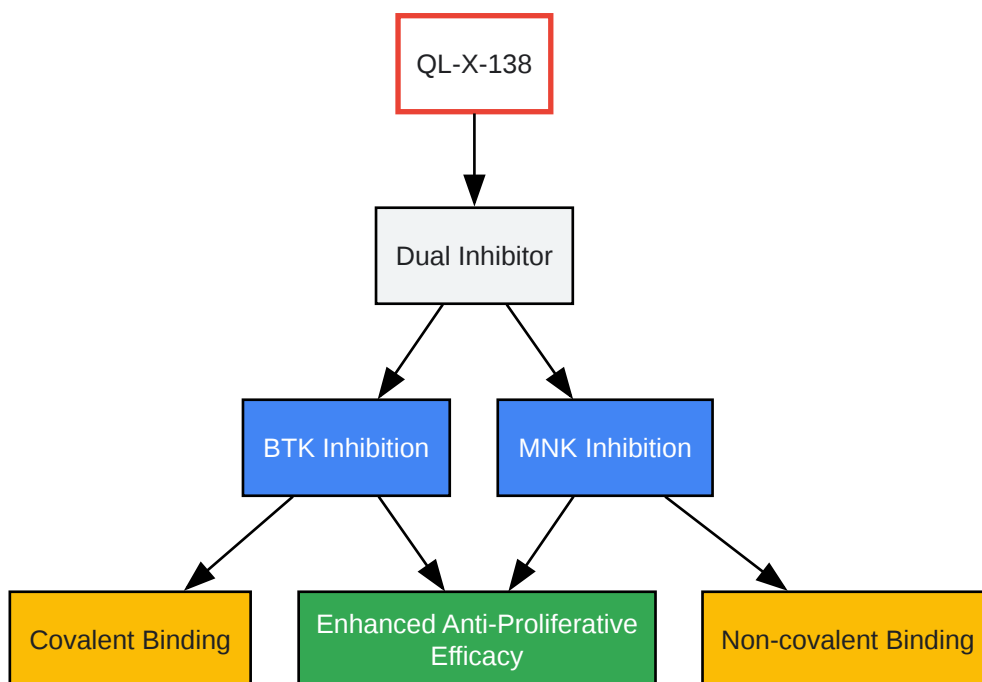 QL-X-138
Dual Inhibitor
BTK Inhibition
MNK Inhibition
Covalent Binding
Enhanced Anti-Proliferative
Efficacy
Non-covalent Binding